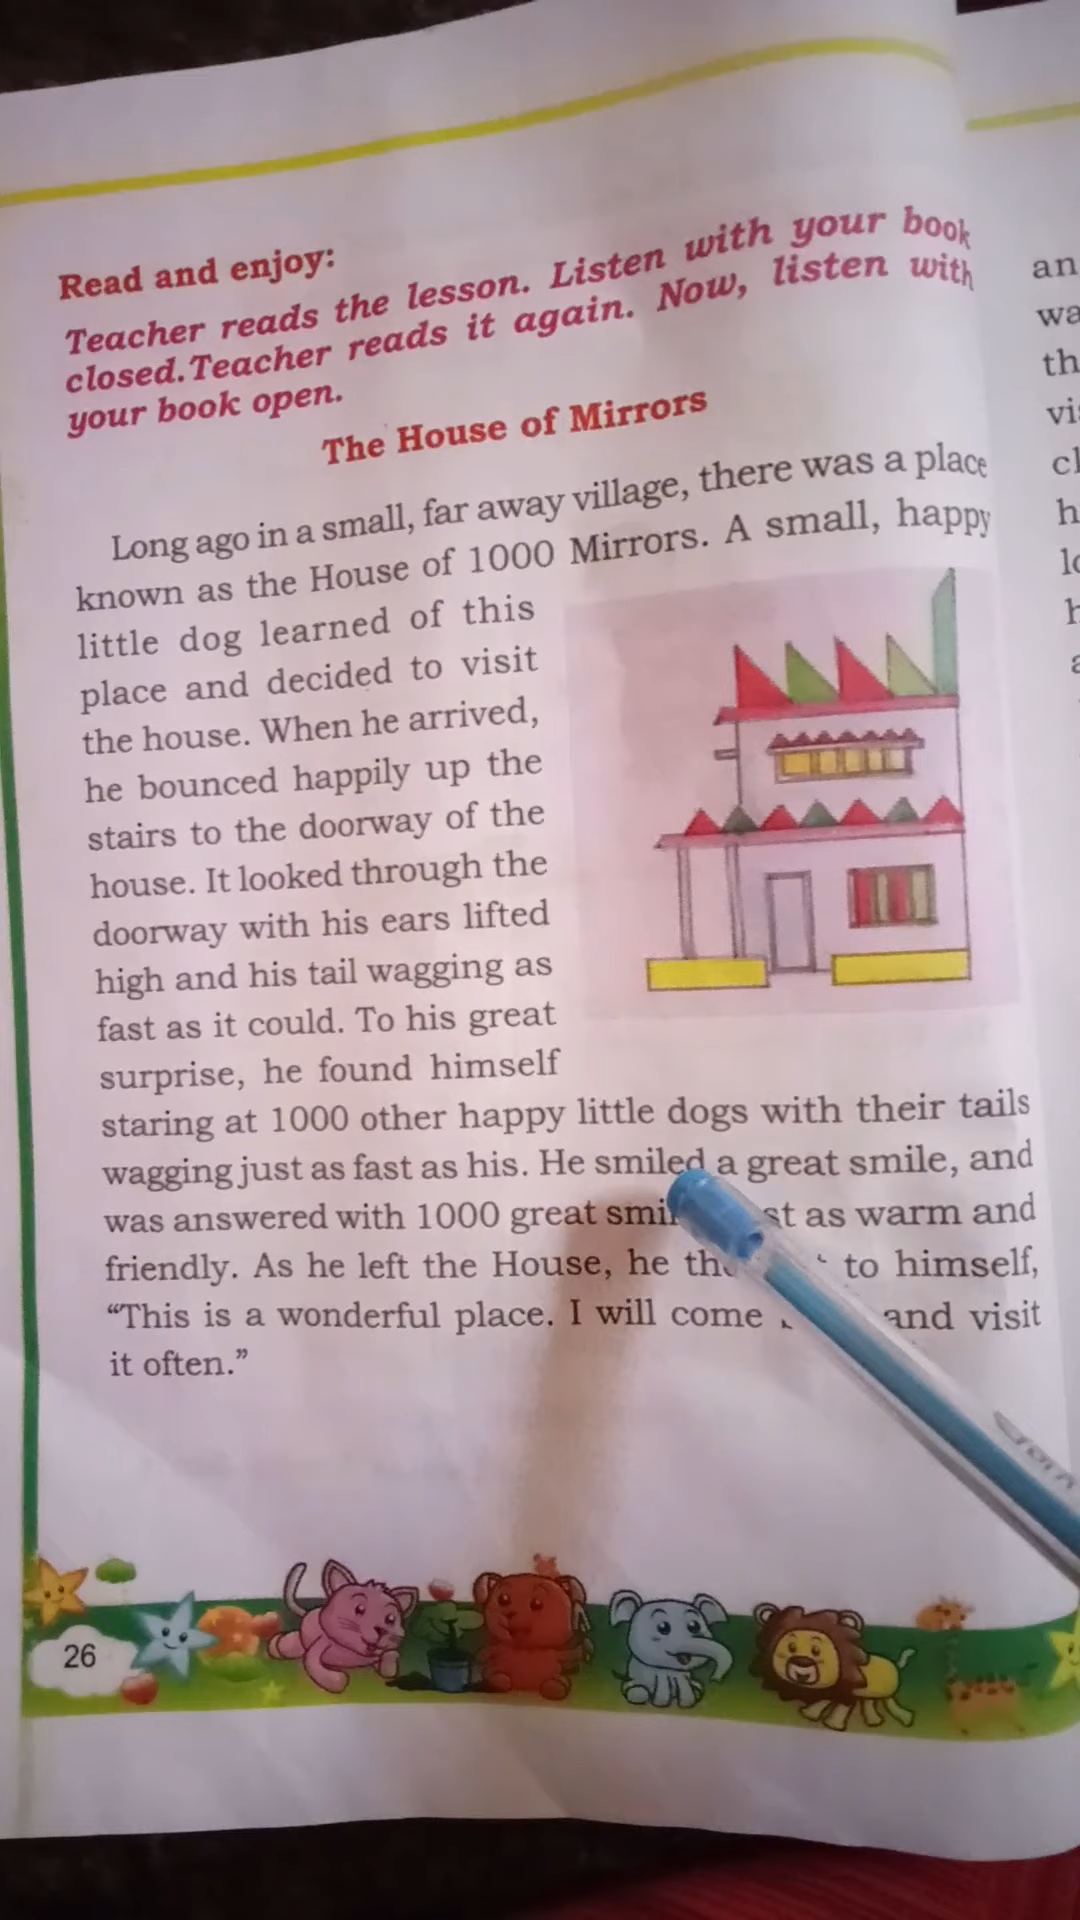 Read and enjoy:
Teacher reads the lesson. Listen with your book
closed.Teacher reads it again. Now, listen with
your book open.
The House of Mirrors
Long ago in a small, far away village, there was a place
known as the House of 1000 Mirrors. A small, happy
little dog learned of this
place and decided to visit
the house. When he arrived,
he bounced happily up the
stairs to the doorway of the
house. It looked through the
doorway with his ears lifted
high and his tail wagging as
fast as it could. To his great
surprise, he found himself
staring at 1000 other happy little dogs with their tails
wagging just as fast as his. He smiled a great smile, and
was answered with 1000 great as warm and
friendly. As he left the House, he to himself,
“This is a wonderful place. I will come and visit
it often.”
26